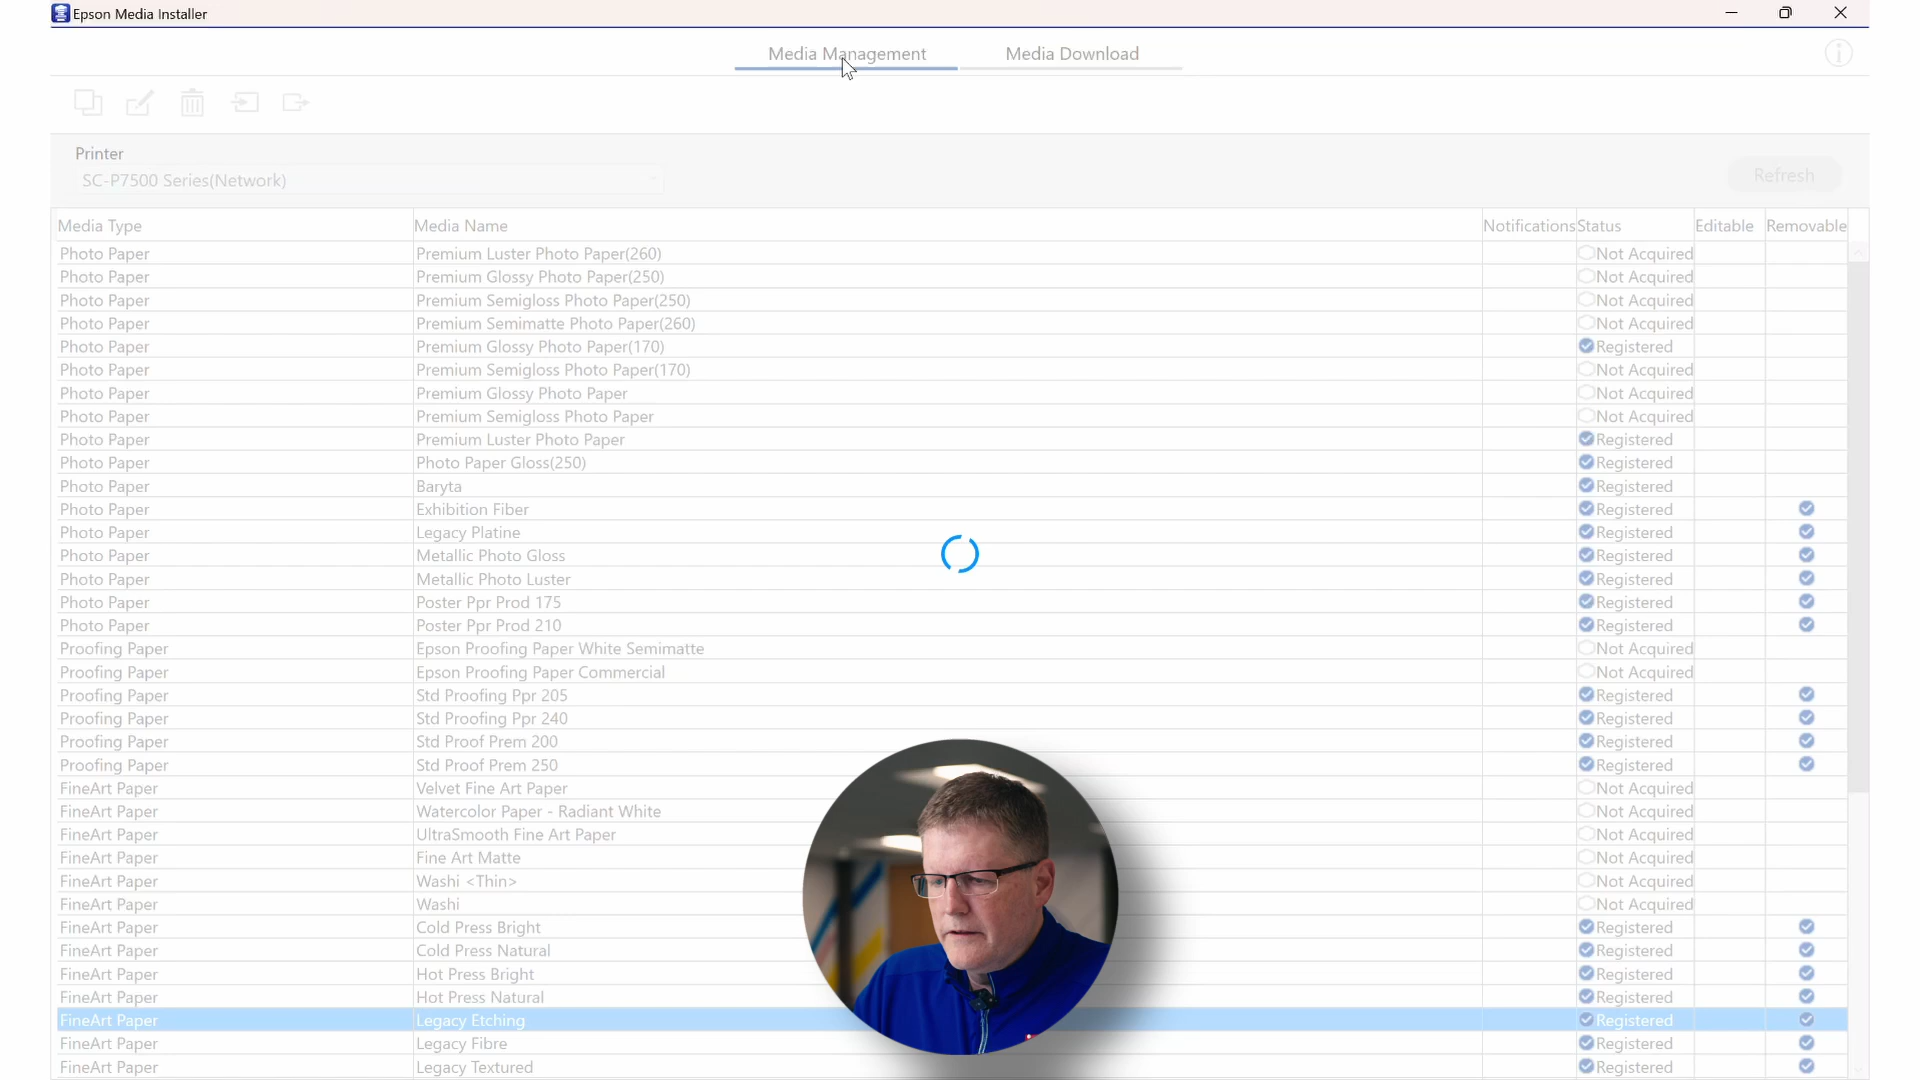 Epson Media Installer
Media Management Media Download
Printer
SC-P7500 Series(Network)
Refresh
Media Type Media Name Notifications Status Editable Removable
Photo Paper Premium Luster Photo Paper(260) Not Acquired
Photo Paper Premium Glossy Photo Paper(250) Not Acquired
Photo Paper Premium Semigloss Photo Paper(250) Not Acquired
Photo Paper Premium Semimatte Photo Paper(260) Not Acquired
Photo Paper Premium Glossy Photo Paper(170) Registered
Photo Paper Premium Semigloss Photo Paper(170) Not Acquired
Photo Paper Premium Glossy Photo Paper Not Acquired
Photo Paper Premium Semigloss Photo Paper Not Acquired
Photo Paper Premium Luster Photo Paper Registered
Photo Paper Photo Paper Gloss(250) Registered
Photo Paper Baryta Registered
Photo Paper Exhibition Fiber Registered
Photo Paper Legacy Platine Registered
Photo Paper Metallic Photo Gloss Registered
Photo Paper Metallic Photo Luster Registered
Photo Paper Poster Ppr Prod 175 Registered
Photo Paper Poster Ppr Prod 210 Registered
Proofing Paper Epson Proofing Paper White Semimatte Not Acquired
Proofing Paper Epson Proofing Paper Commercial Not Acquired
Proofing Paper Std Proofing Ppr 205 Registered
Proofing Paper Std Proofing Ppr 240 Registered
Proofing Paper Std Proof Prem 200 Registered
Proofing Paper Std Proof Prem 250 Registered
FineArt Paper Velvet Fine Art Paper Not Acquired
FineArt Paper Watercolor Paper - Radiant White Not Acquired
FineArt Paper UltraSmooth Fine Art Paper Not Acquired
FineArt Paper Fine Art Matte Not Acquired
FineArt Paper Washi <Thin> Not Acquired
FineArt Paper Washi Not Acquired
FineArt Paper Cold Press Bright Registered
FineArt Paper Cold Press Natural Registered
FineArt Paper Hot Press Bright Registered
FineArt Paper Hot Press Natural Registered
FineArt Paper Legacy Etching Registered
FineArt Paper Legacy Fibre Registered
FineArt Paper Legacy Textured Registered